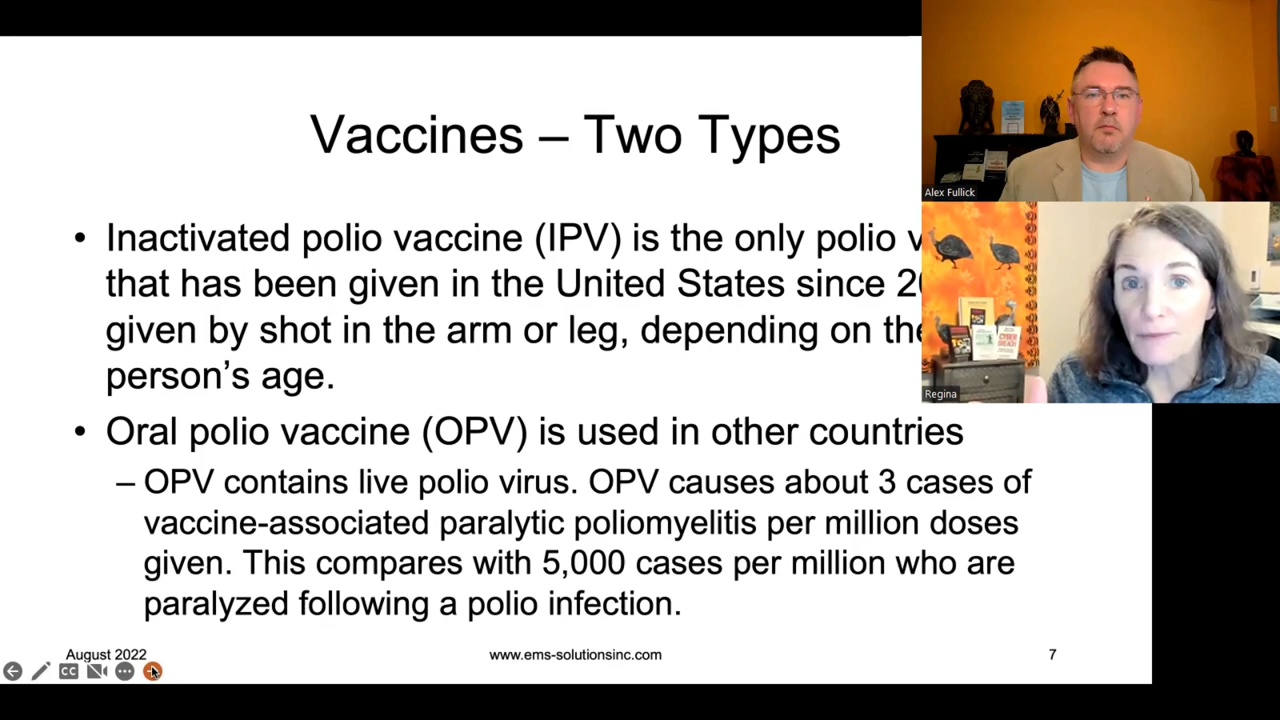 Vaccines – Two Types
• Inactivated polio vaccine (IPV) is the only polio
that has been given in the United States since
given by shot in the arm or leg, depending on
person's age.
• Oral polio vaccine (OPV) is used in other countries
– OPV contains live polio virus. OPV causes about 3 cases of
vaccine-associated paralytic poliomyelitis per million doses
given. This compares with 5,000 cases per million who are
paralyzed following a polio infection.
August 2022
www.ems-solutionsinc.com
7
CC
Alex Fullick
Regina
CYBER
BREACH